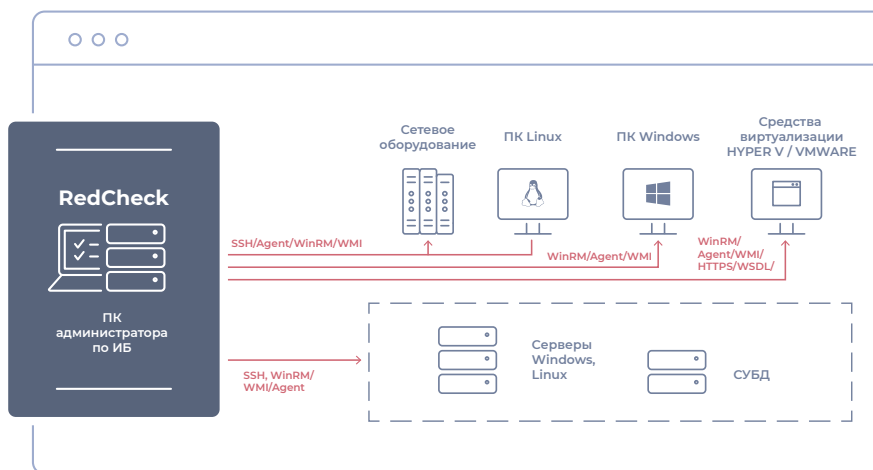 RedCheck
ПК
администратора
по ИБ
Сетевое
оборудование
ПК Linux
ПК Windows
Средства
виртуализации
HYPER V / VMWARE
SSH/Agent/WinRM/WMI
WinRM/Agent/WMI
WinRM/
Agent/WMI/
HTTPS/WSDL/
SSH, WinRM/
WMI/Agent
Серверы
Windows,
Linux
СУБД